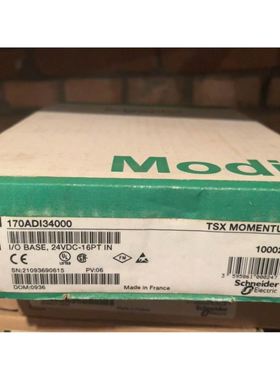 Modi
170ADI34000
TSX MOMENTU
I/O BASE, 24VDC-16PT IN
10002
SN:21093690615
PV:06
Schneider
Electric
DOM:0936
Made in France